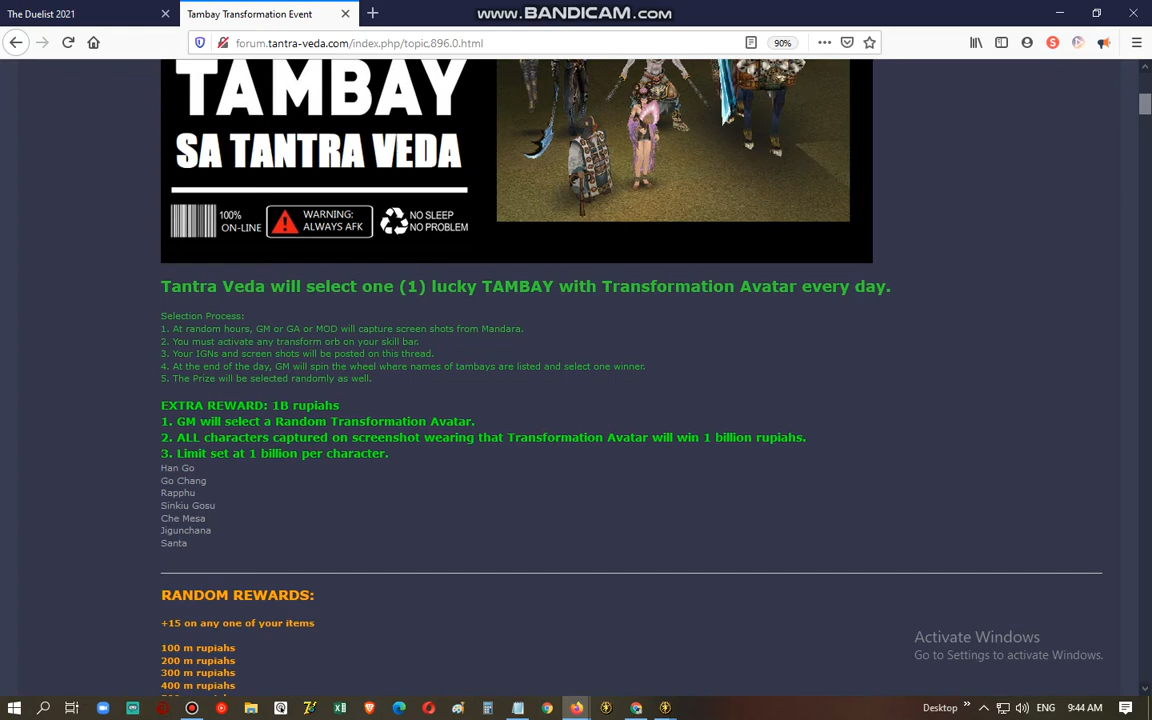 The Duelist 2021
Tambay Transformation Event
www.BANDICAM.com
forum.tantra-veda.com/index.php/topic.896.0.html
90%
TAMBAY
SA TANTRA VEDA
100%
ON-LINE
WARNING:
ALWAYS AFK
NO SLEEP
NO PROBLEM
Tantra Veda will select one (1) lucky TAMBAY with Transformation Avatar every day.
Selection Process:
1. At random hours, GM or GA or MOD will capture screen shots from Mandara.
2. You must activate any transform orb on your skill bar.
3. Your IGNs and screen shots will be posted on this thread.
4. At the end of the day, GM will spin the wheel where names of tambays are listed and select one winner.
5. The Prize will be selected randomly as well.
EXTRA REWARD: 1B rupiahs
1. GM will select a Random Transformation Avatar.
2. ALL characters captured on screenshot wearing that Transformation Avatar will win 1 billion rupiahs.
3. Limit set at 1 billion per character.
Han Go
Go Chang
Rapphu
Sinkiu Gosu
Che Mesa
Jigunchana
Santa
RANDOM REWARDS:
+15 on any one of your items
100 m rupiahs
200 m rupiahs
300 m rupiahs
400 m rupiahs
Activate Windows
Go to Settings to activate Windows.
Desktop
ENG
9:44 AM